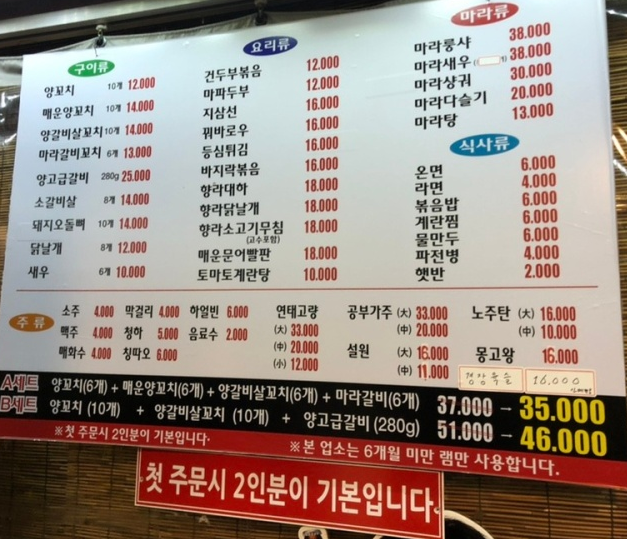 구이류
양꼬치 10개 12.000
매운양꼬치 10개 14.000
양갈비살꼬치 10개 14.000
마라갈비꼬치 6개 13.000
양고급갈비 280g 25.000
소갈비살 8개 14.000
돼지오돌뼈 10개 14.000
닭날개 8개 12.000
새우 6개 10.000
요리류
건두부볶음 12.000
마파두부 12.000
지삼선 16.000
꿔바로우 16.000
등심튀김 16.000
바지락볶음 16.000
향라대하 18.000
향라닭날개 18.000
향라소고기무침 18.000
(고수포함)
매운문어빨판 18.000
토마토계란탕 10.000
마라류
마라룽샤 38.000
마라새우 38.000
마라샹궈 30.000
마라다슬기 20.000
마라탕 13.000
식사류
온면 6.000
라면 4.000
볶음밥 6.000
계란찜 6.000
물만두 6.000
파전병 4.000
햇반 2.000
주류
소주 4.000 막걸리 4.000 하얼빈 6.000
맥주 4.000 청하 5.000 음료수 2.000
매화수 4.000 칭따오 6.000
연태고량
(大) 33.000
(中) 20.000
(小) 12.000
공부가주 (大) 33.000
(中) 20.000
설원 (大) 16.000
(中) 11.000
노주탄 (大) 16.000
(中) 10.000
몽고왕 16.000
16.000
A세트 양꼬치(6개) + 매운양꼬치(6개) + 양갈비살꼬치(6개) + 마라갈비(6개) 37.000 → 35.000
B세트 양꼬치 (10개) + 양갈비살꼬치 (10개) + 양고급갈비 (280g) 51.000 → 46.000
※첫 주문시 2인분이 기본입니다.
※본 업소는 6개월 미만 램만 사용합니다.
첫 주문시 2인분이 기본입니다.